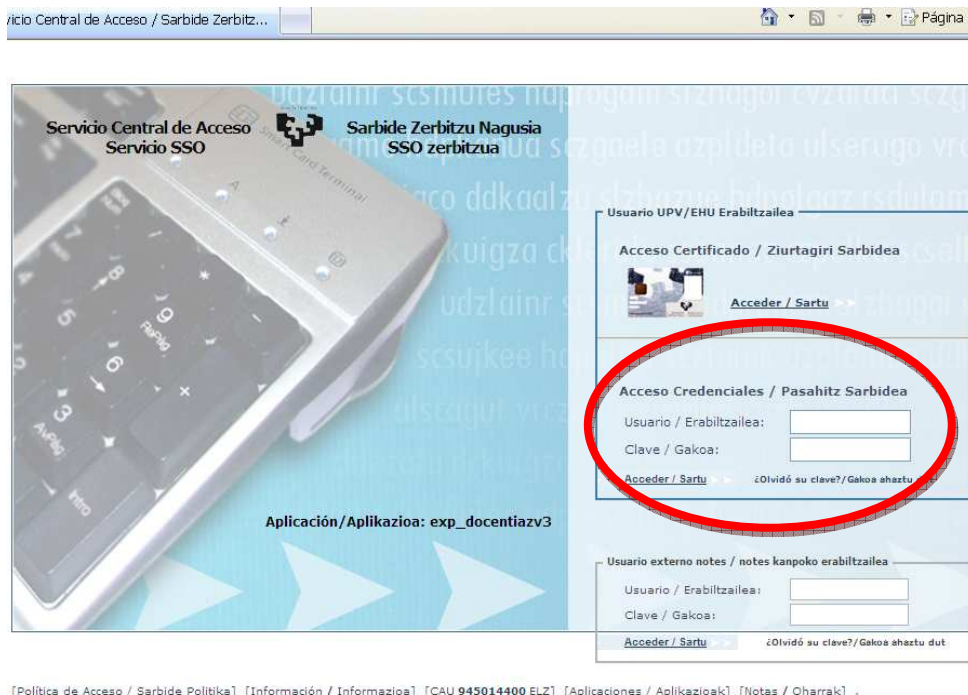 vicio Central de Acceso / Sarbide Zerbitz...
Página
Servicio Central de Acceso
Servicio SSO
Sarbide Zerbitzu Nagusia
SSO zerbitzua
Smart Card Terminal
Usuario UPV/EHU Erabiltzailea
Acceso Certificado / Ziurtagiri Sarbidea
Acceder / Sartu
Acceso Credenciales / Pasahitz Sarbidea
Usuario / Erabiltzailea:
Clave / Gakoa:
Acceder / Sartu
¿Olvidó su clave?/Gakoa ahaztu
Aplicación/Aplikazioa: exp_docentiazv3
Usuario externo notes / notes kanpoko erabiltzailea
Usuario / Erabiltzailea:
Clave / Gakoa:
Acceder / Sartu
¿Olvidó su clave?/Gakoa ahaztu dut
[Política de Acceso / Sarbide Politika] [Información / Informazioa] [CAU 945014400 ELZ] [Aplicaciones / Aplikazioak] [Notas / Oharrak] .